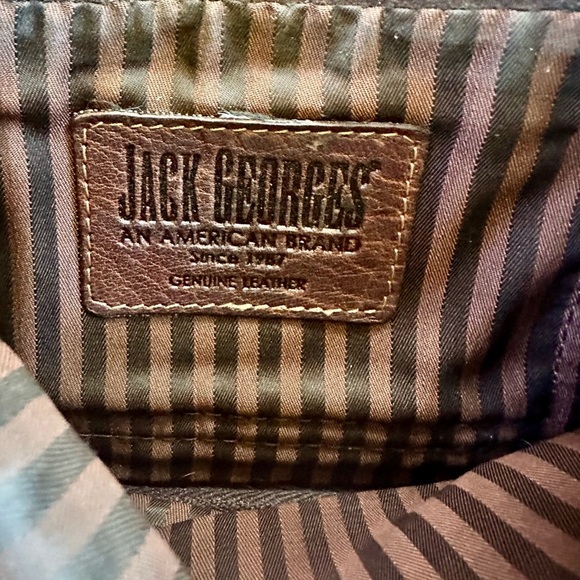 JACK GEORGES®
AN AMERICAN BRAND
SINCE 1987
GENUINE LEATHER